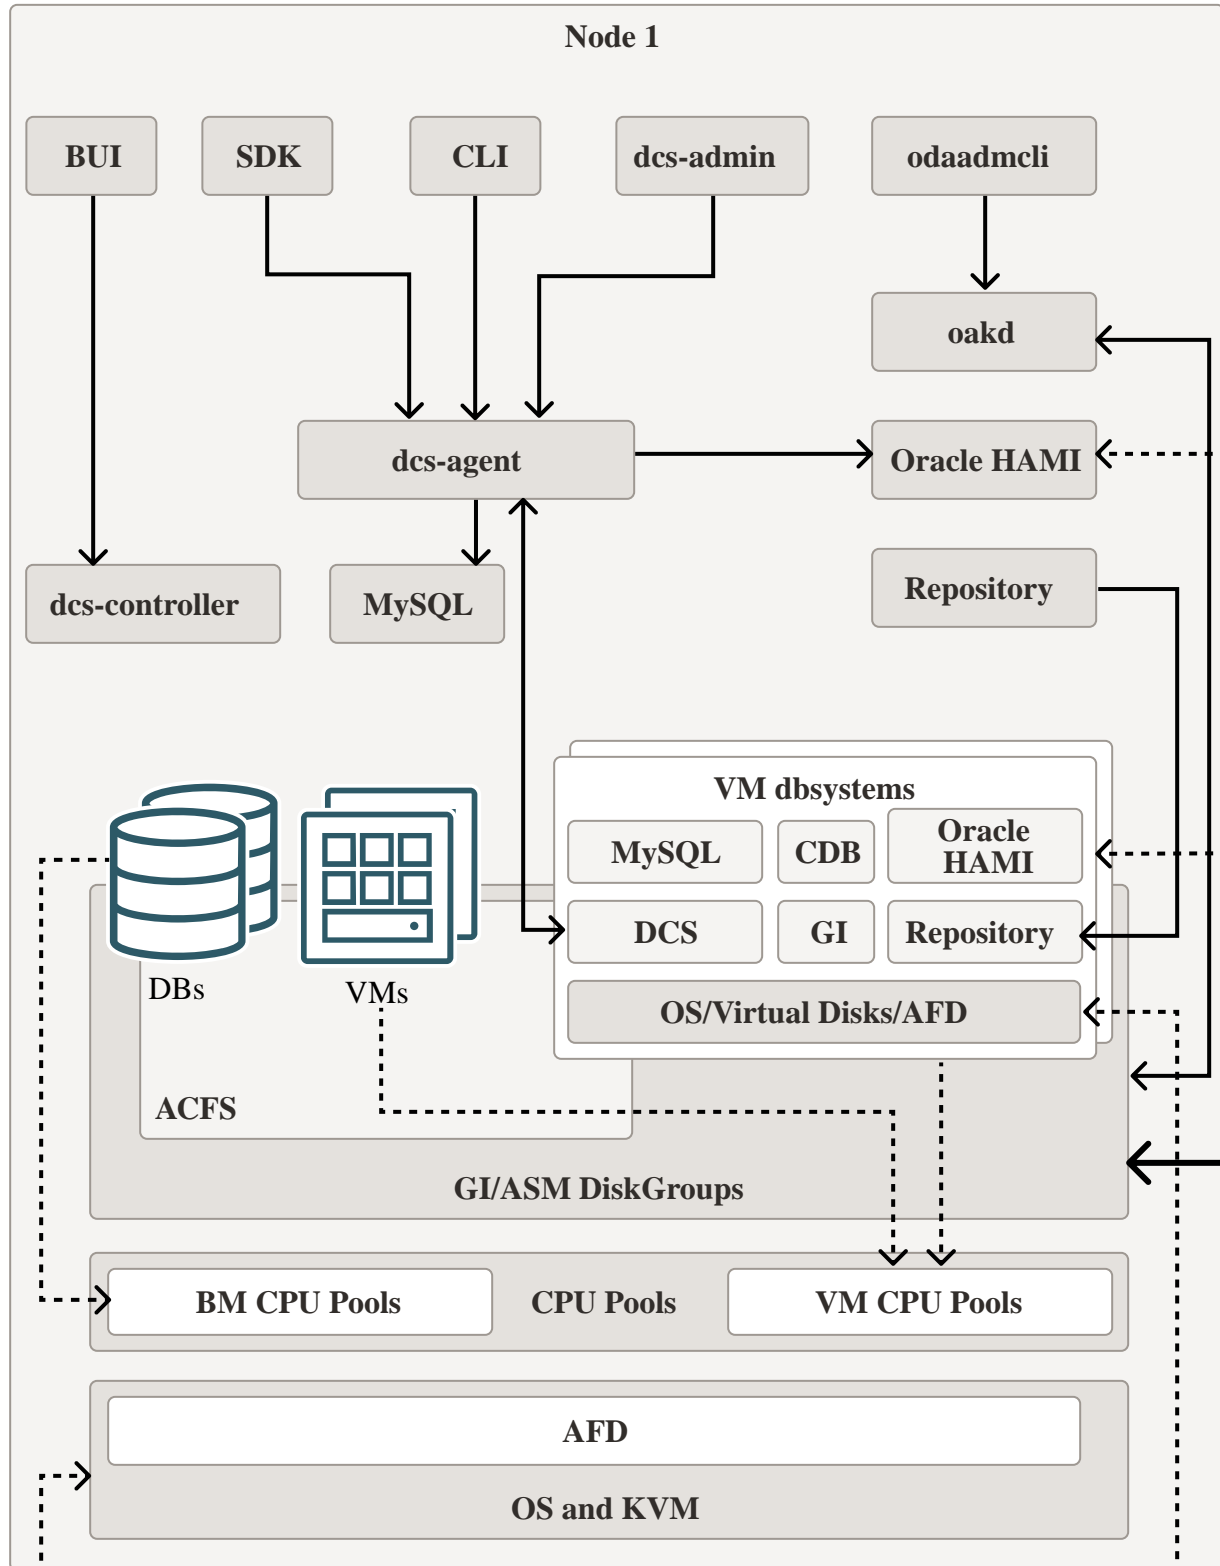 Node 1
BUI
SDK
CLI
dcs-admin
odaadmcli
oakd
dcs-agent
Oracle HAMI
dcs-controller
MySQL
Repository
VM dbsystems
MySQL
CDB
Oracle
HAMI
DCS
GI
Repository
OS/Virtual Disks/AFD
DBs
VMs
ACFS
GI/ASM DiskGroups
BM CPU Pools
CPU Pools
VM CPU Pools
AFD
OS and KVM